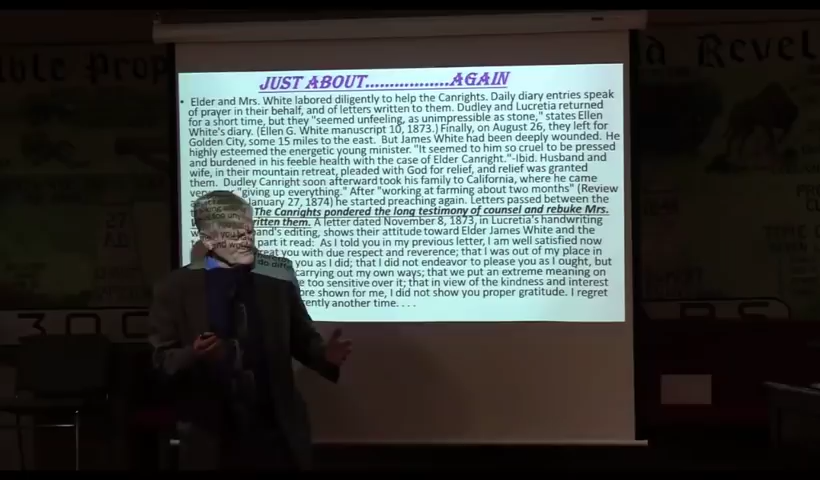 JUST ABOUT.................AGAIN
• Elder and Mrs. White labored diligently to help the Canrights. Daily diary entries speak
of prayer in their behalf, and of letters written to them. Dudley and Lucretia returned
for a short time, but they "seemed unfeeling, as unimpressible as stone," states Ellen
White's diary. (Ellen G. White manuscript 10, 1873.) Finally, on August 26, they left for
Golden City, some 15 miles to the east. But James White had been deeply wounded. He
highly esteemed the energetic young minister. "It seemed to him so cruel to be pressed
and burdened in his feeble health with the case of Elder Canright."-Ibid. Husband and
wife, in their mountain retreat, pleaded with God for relief, and relief was granted
them. Dudley Canright soon afterward took his family to California, where he came
"giving up everything." After "working at farming about two months" (Review
January 27, 1874) he started preaching again. Letters passed between the
The Canrights pondered the long testimony of counsel and rebuke Mrs.
written them. A letter dated November 8, 1873, in Lucretia's handwriting
and's editing, shows their attitude toward Elder James White and the
part it read: As I told you in my previous letter, I am well satisfied now
eat you with due respect and reverence; that I was out of my place in
you as I did; that I did not endeavor to please you as I ought, but
carrying out my own ways; that we put an extreme meaning on
e too sensitive over it; that in view of the kindness and interest
ore shown for me, I did not show you proper gratitude. I regret
ently another time. . . .
ible Prop
d Revel
27
A.D
30